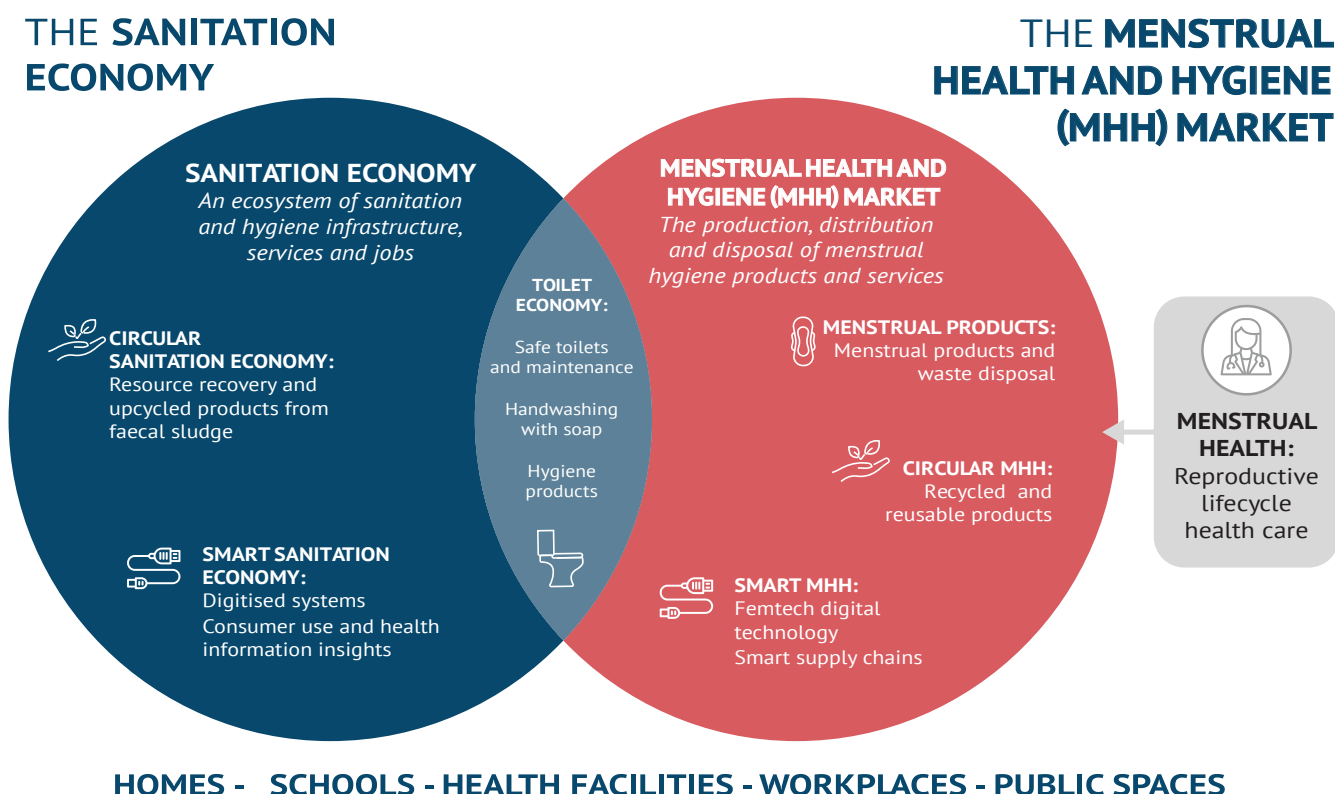 THE SANITATION
ECONOMY
THE MENSTRUAL
HEALTH AND HYGIENE
(MHH) MARKET
SANITATION ECONOMY
An ecosystem of sanitation
and hygiene infrastructure,
services and jobs
CIRCULAR
SANITATION ECONOMY:
Resource recovery and
upcycled products from
faecal sludge
SMART SANITATION
ECONOMY:
Digitised systems
Consumer use and health
information insights
TOILET
ECONOMY:
Safe toilets
and maintenance
Handwashing
with soap
Hygiene
products
MENSTRUAL HEALTH AND
HYGIENE (MHH) MARKET
The production, distribution
and disposal of menstrual
hygiene products and services
MENSTRUAL PRODUCTS:
Menstrual products and
waste disposal
CIRCULAR MHH:
Recycled and
reusable products
SMART MHH:
Femtech digital
technology
Smart supply chains
MENSTRUAL
HEALTH:
Reproductive
lifecycle
health care
HOMES - SCHOOLS - HEALTH FACILITIES - WORKPLACES - PUBLIC SPACES